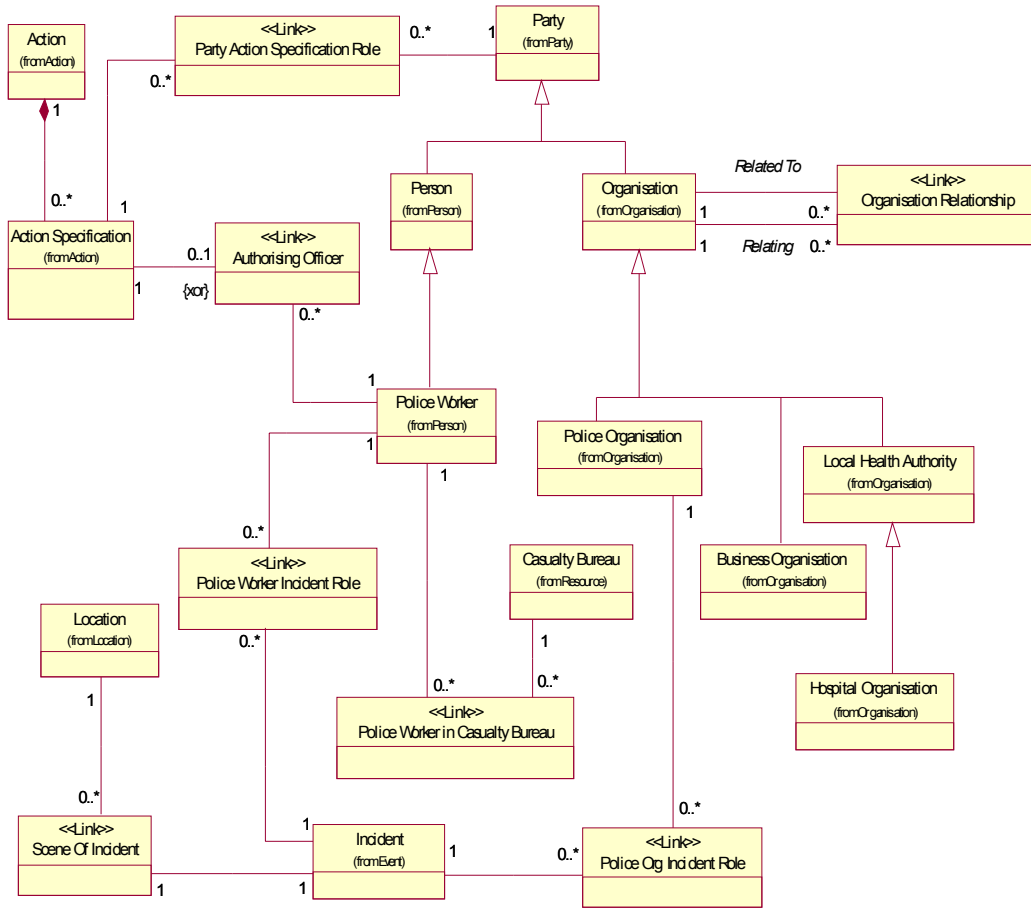 Action
(fromAction)
1
0..*
<<Link>>
Party Action Specification Role
0..*
0..*
1
1
Party
(fromParty)
Person
(fromPerson)
Organisation
(fromOrganisation)
Related To
1
0..*
1
Relating
0..*
<<Link>>
Organisation Relationship
Action Specification
(fromAction)
0..1
1
{xor}
<<Link>>
Authorising Officer
0..*
1
Police Worker
(fromPerson)
1
1
0..*
Police Organisation
(fromOrganisation)
1
Local Health Authority
(fromOrganisation)
Business Organisation
(fromOrganisation)
Hospital Organisation
(fromOrganisation)
<<Link>>
Police Worker Incident Role
0..*
Casualty Bureau
(fromResource)
1
0..*
0..*
<<Link>>
Police Worker in Casualty Bureau
Location
(fromLocation)
1
0..*
<<Link>>
Scene Of Incident
1
1
1
Incident
(fromEvent)
1
0..*
0..*
<<Link>>
Police Org Incident Role